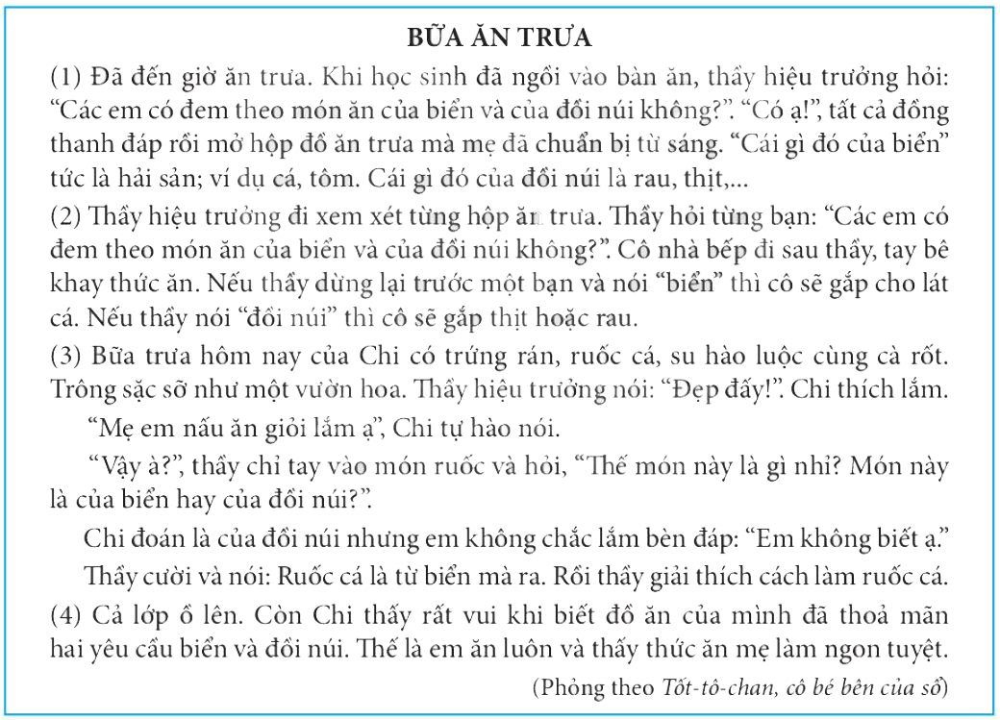 BỮA ĂN TRƯA
(1) Đã đến giờ ăn trưa. Khi học sinh đã ngồi vào bàn ăn, thầy hiệu trưởng hỏi:
“Các em có đem theo món ăn của biển và của đồi núi không?”. “Có ạ!”, tất cả đồng
thanh đáp rồi mở hộp đồ ăn trưa mà mẹ đã chuẩn bị từ sáng. “Cái gì đó của biển”
tức là hải sản; ví dụ cá, tôm. Cái gì đó của đồi núi là rau, thịt,...
(2) Thầy hiệu trưởng đi xem xét từng hộp ăn trưa. Thầy hỏi từng bạn: “Các em có
đem theo món ăn của biển và của đồi núi không?”. Cô nhà bếp đi sau thầy, tay bê
khay thức ăn. Nếu thầy dừng lại trước một bạn và nói “biển” thì cô sẽ gắp cho lát
cá. Nếu thầy nói “đồi núi” thì cô sẽ gắp thịt hoặc rau.
(3) Bữa trưa hôm nay của Chi có trứng rán, ruốc cá, su hào luộc cùng cà rốt.
Trông sặc sỡ như một vườn hoa. Thầy hiệu trưởng nói: “Đẹp đấy!”. Chi thích lắm.
“Mẹ em nấu ăn giỏi lắm ạ”, Chi tự hào nói.
“Vậy à?”, thầy chỉ tay vào món ruốc và hỏi, “Thế món này là gì nhỉ? Món này
là của biển hay của đồi núi?”.
Chi đoán là của đồi núi nhưng em không chắc lắm bèn đáp: “Em không biết ạ.”
Thầy cười và nói: Ruốc cá là từ biển mà ra. Rồi thầy giải thích cách làm ruốc cá.
(4) Cả lớp ồ lên. Còn Chi thấy rất vui khi biết đồ ăn của mình đã thoả mãn
hai yêu cầu biển và đồi núi. Thế là em ăn luôn và thấy thức ăn mẹ làm ngon tuyệt.
(Phỏng theo Tốt-tô-chan, cô bé bên của sổ)